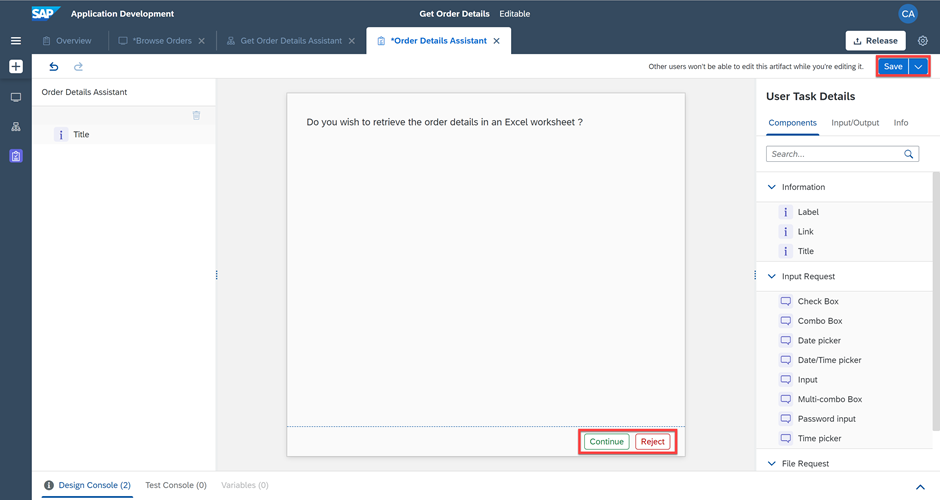 SAP Application Development
Get Order Details Editable
CA
Overview
*Browse Orders
Get Order Details Assistant
*Order Details Assistant
Release
Other users won't be able to edit this artifact while you're editing it.
Save
Order Details Assistant
Title
Do you wish to retrieve the order details in an Excel worksheet ?
Continue
Reject
User Task Details
Components Input/Output Info
Search...
Information
Label
Link
Title
Input Request
Check Box
Combo Box
Date picker
Date/Time picker
Input
Multi-combo Box
Password input
Time picker
File Request
Design Console (2) Test Console (0) Variables (0)